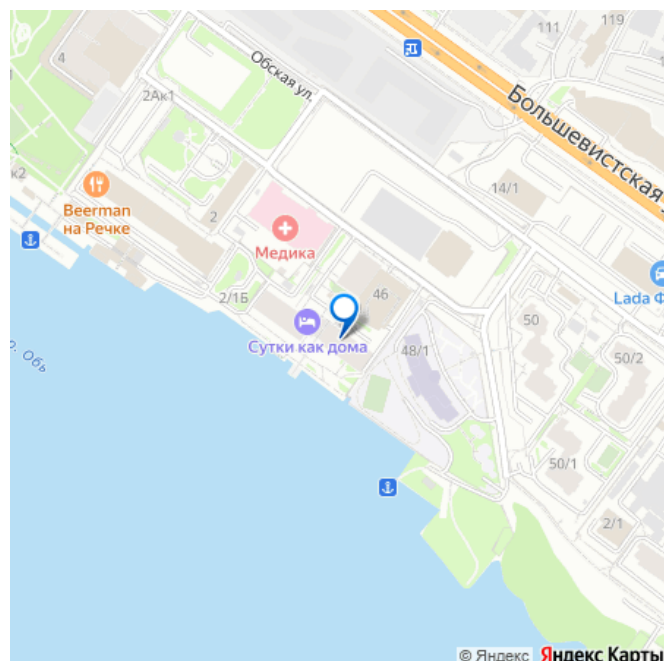 111
119
4
Обская ул.
2Ак1
Большевистская
к2
Beerman
на Речке
2
14/1
Медика
46
2/1Б
Lada Ф
50
Сутки как дома
48/1
50/2
о. Обь
50/1
2/1
© Яндекс Яндекс Карты